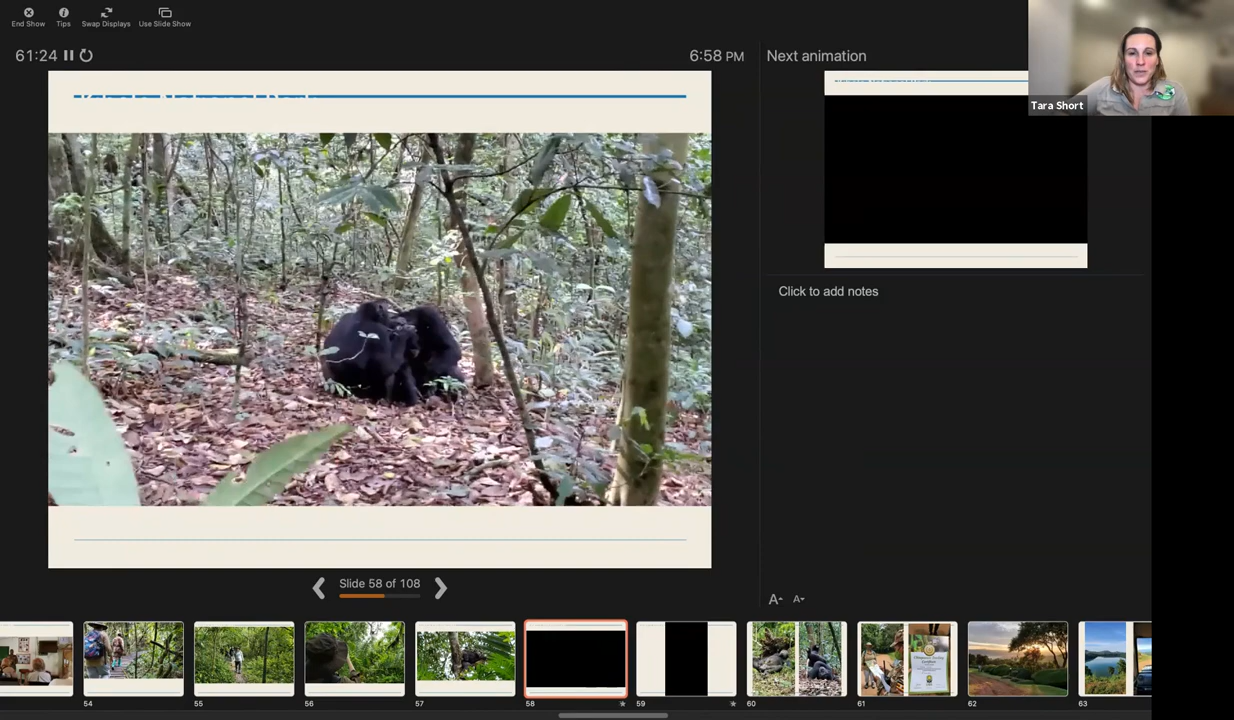 End Show
Tips
Swap Displays
Use Slide Show
61:24
6:58 PM
Next animation
Tara Short
Click to add notes
Slide 58 of 108
A
A
54
55
56
57
58
59
60
61
62
63